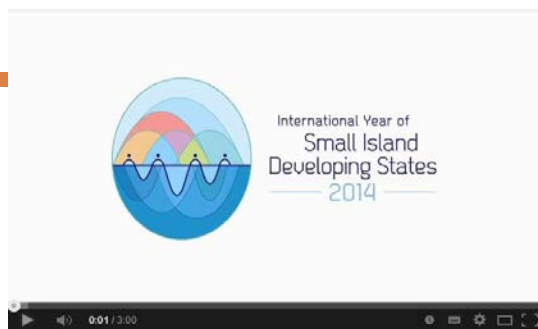 International Year of
Small Island
Developing States
2014
0:01 / 3:00